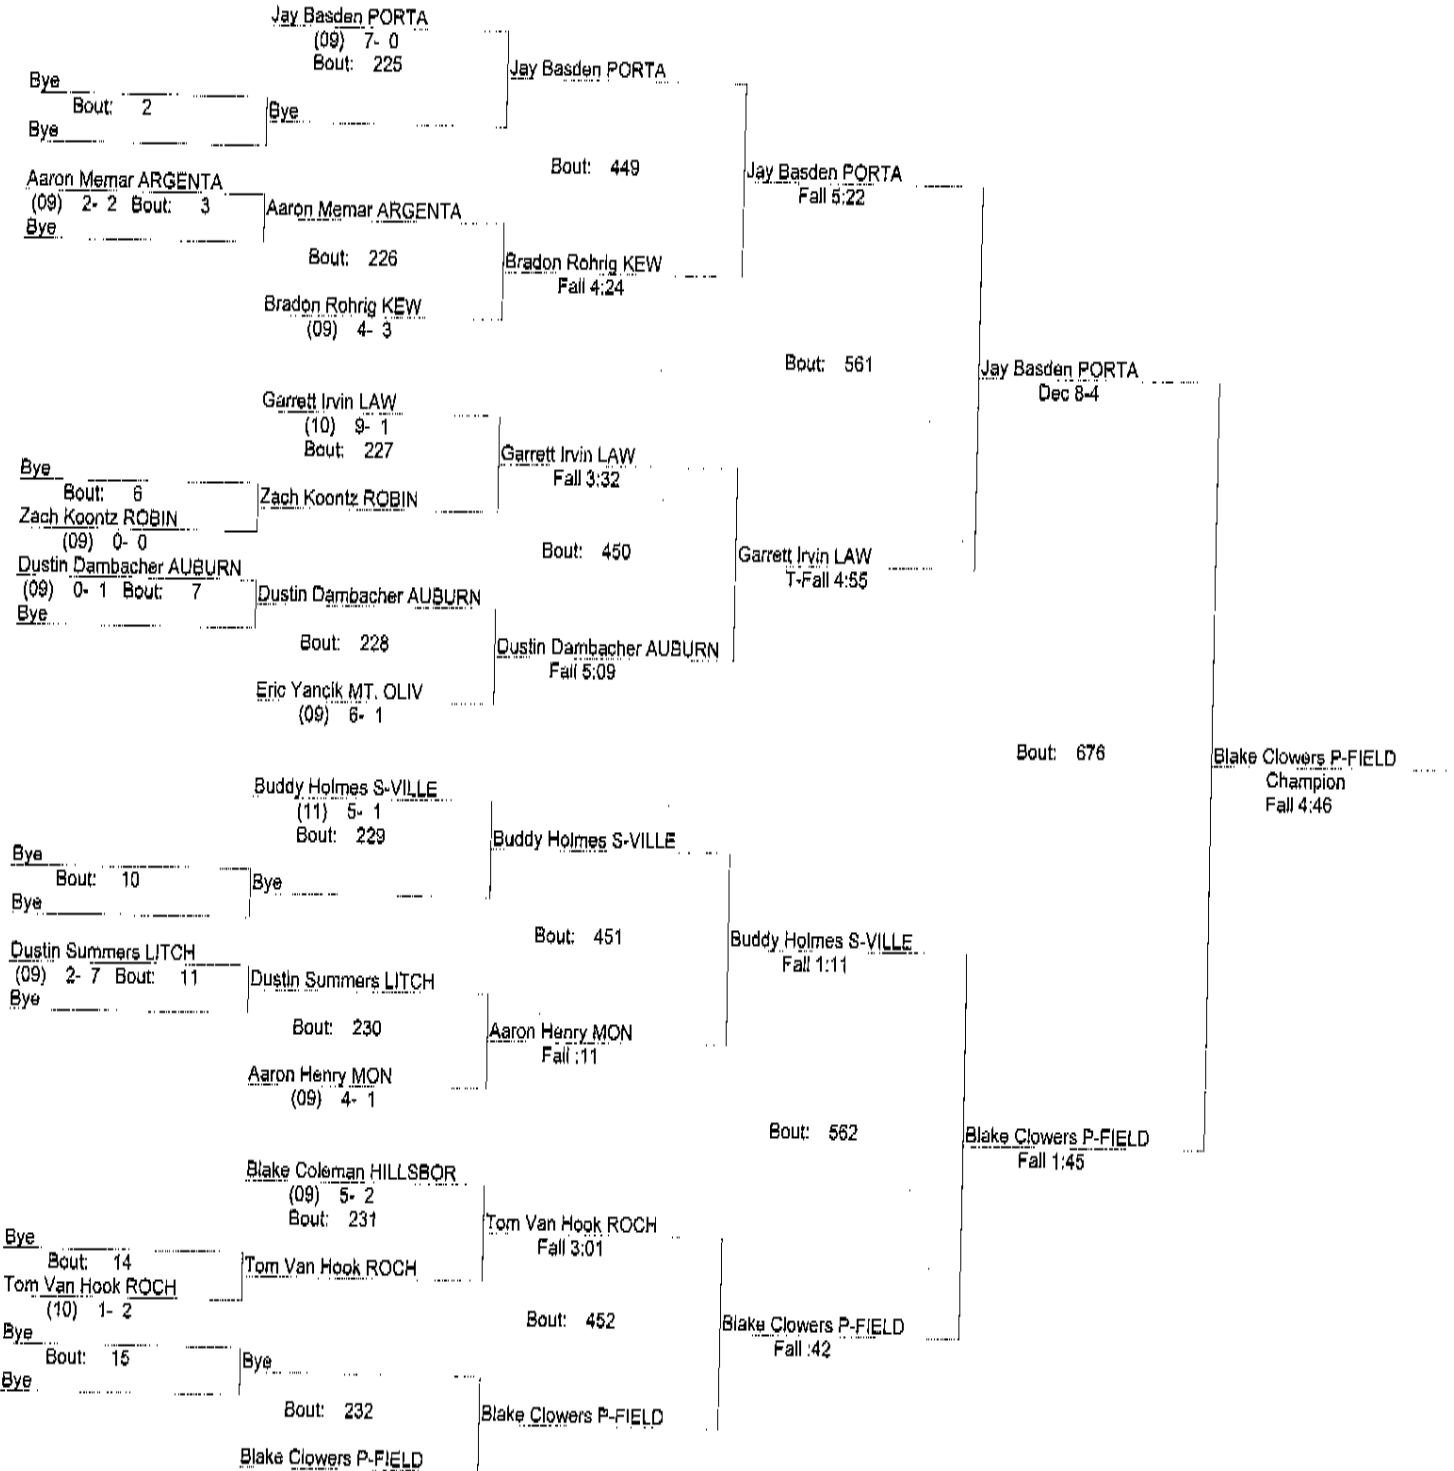 Jay Basden PORTA
(09) 7- 0
Bout: 225
Jay Basden PORTA
Bye
Bout: 2
Bye
Bye
Bout: 449
Jay Basden PORTA
Fall 5:22
Aaron Memar ARGENTA
(09) 2- 2 Bout: 3
Bye
Aaron Memar ARGENTA
Bout: 226
Bradon Rohrig KEW
Fall 4:24
Bradon Rohrig KEW
(09) 4- 3
Bout: 561
Jay Basden PORTA
Dec 8-4
Garrett Irvin LAW
(10) 9- 1
Bout: 227
Garrett Irvin LAW
Fall 3:32
Bye
Bout: 6
Zach Koontz ROBIN
(09) 0- 0
Zach Koontz ROBIN
Bout: 450
Garrett Irvin LAW
T-Fall 4:55
Dustin Dambacher AUBURN
(09) 0- 1 Bout: 7
Bye
Dustin Dambacher AUBURN
Bout: 228
Dustin Dambacher AUBURN
Fall 5:09
Eric Yancik MT. OLIV
(09) 6- 1
Bout: 676
Blake Clowers P-FIELD
Champion
Fall 4:46
Buddy Holmes S-VILLE
(11) 5- 1
Bout: 229
Buddy Holmes S-VILLE
Bye
Bout: 10
Bye
Bye
Bout: 451
Buddy Holmes S-VILLE
Fall 1:11
Dustin Summers LITCH
(09) 2- 7 Bout: 11
Bye
Dustin Summers LITCH
Bout: 230
Aaron Henry MON
Fall :11
Aaron Henry MON
(09) 4- 1
Bout: 562
Blake Clowers P-FIELD
Fall 1:45
Blake Coleman HILLSBOR
(09) 5- 2
Bout: 231
Tom Van Hook ROCH
Fall 3:01
Bye
Bout: 14
Tom Van Hook ROCH
(10) 1- 2
Tom Van Hook ROCH
Bout: 452
Blake Clowers P-FIELD
Fall :42
Bye
Bout: 15
Bye
Bye
Bout: 232
Blake Clowers P-FIELD
Blake Clowers P-FIELD